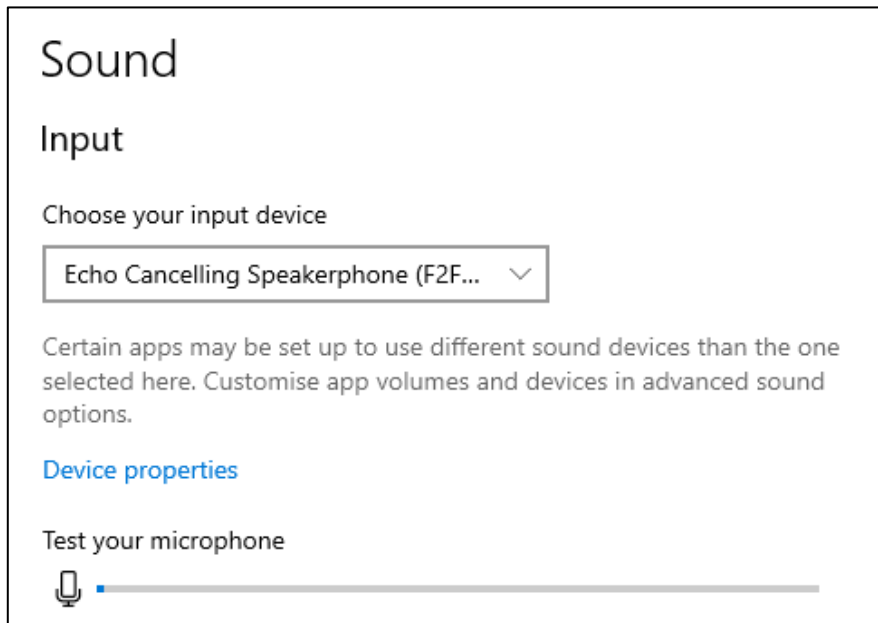 Sound
Input
Choose your input device
Echo Cancelling Speakerphone (F2F...
Certain apps may be set up to use different sound devices than the one
selected here. Customise app volumes and devices in advanced sound
options.
Device properties
Test your microphone